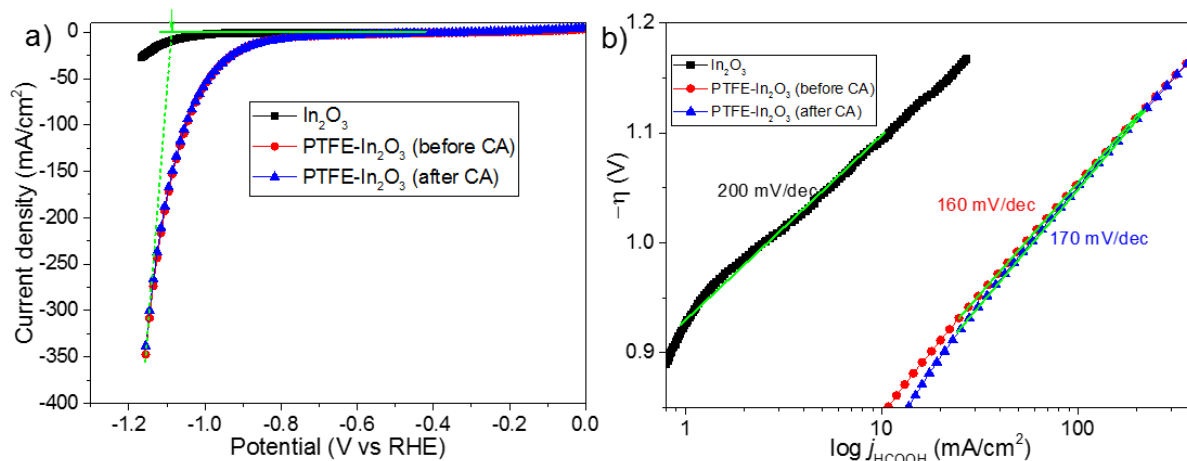 a)
0
-50
-100
-150
-200
-250
-300
-350
-400
-1.2
-1.0
-0.8
-0.6
-0.4
-0.2
0.0
Current density (mA/cm²)
Potential (V vs RHE)
In₂O₃
PTFE-In₂O₃ (before CA)
PTFE-In₂O₃ (after CA)
b)
1.2
1.1
1.0
0.9
1
10
100
−η (V)
log j_HCOOH (mA/cm²)
In₂O₃
PTFE-In₂O₃ (before CA)
PTFE-In₂O₃ (after CA)
200 mV/dec
160 mV/dec
170 mV/dec